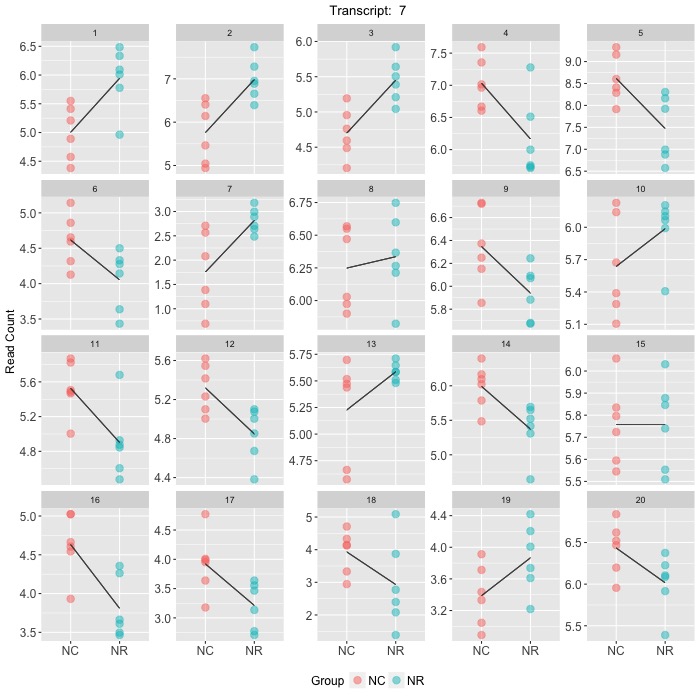 Transcript: 7
1 2 3 4 5
6.5 6.0 5.5 5.0 4.5
7 6 5
6.0 5.5 5.0 4.5
7.5 7.0 6.5 6.0
9.0 8.5 8.0 7.5 7.0 6.5
6 7 8 9 10
5.0 4.5 4.0 3.5
3.0 2.5 2.0 1.5 1.0
6.75 6.50 6.25 6.00
6.6 6.4 6.2 6.0 5.8
6.0 5.7 5.4 5.1
Read Count
11 12 13 14 15
5.6 5.2 4.8
5.6 5.2 4.8 4.4
5.75 5.50 5.25 5.00 4.75
6.0 5.5 5.0
6.0 5.9 5.8 5.7 5.6 5.5
16 17 18 19 20
5.0 4.5 4.0 3.5
4.5 4.0 3.5 3.0
5 4 3 2
4.4 4.0 3.6 3.2
6.5 6.0 5.5
NC NR NC NR NC NR NC NR NC NR
Group NC NR